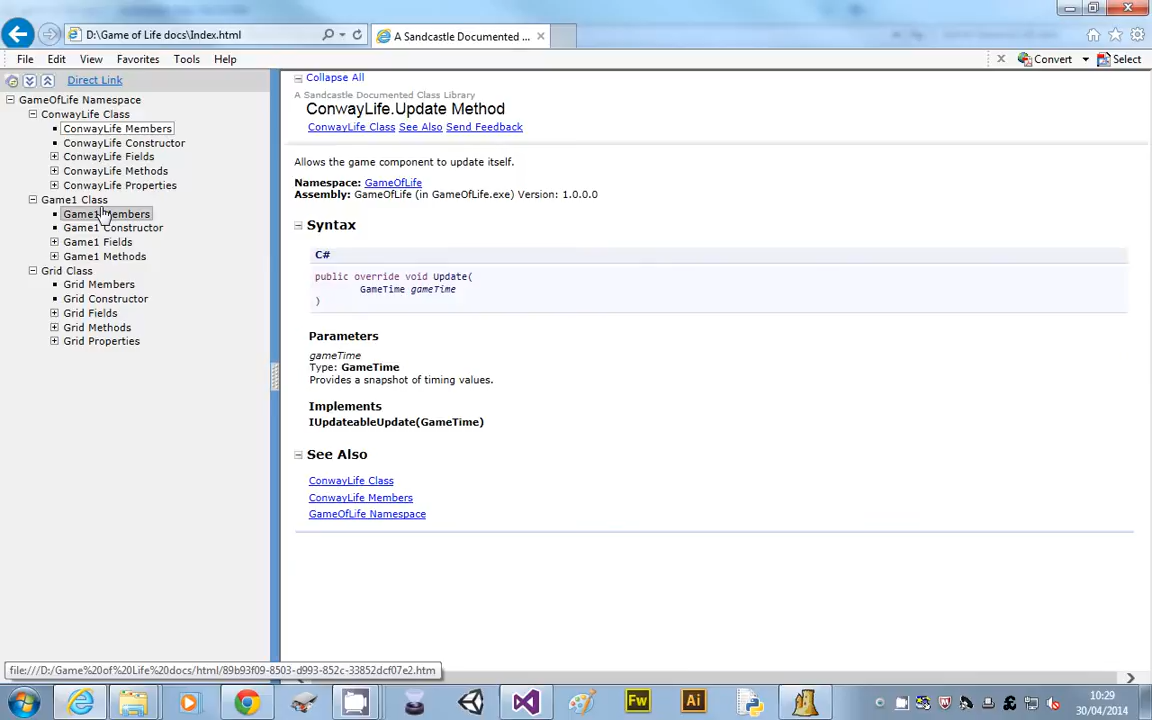 D:\Game of Life docs\Index.html
A Sandcastle Documented ...
File Edit View Favorites Tools Help
Convert Select
Direct Link
GameOfLife Namespace
ConwayLife Class
ConwayLife Members
ConwayLife Constructor
ConwayLife Fields
ConwayLife Methods
ConwayLife Properties
Game1 Class
Game1 Members
Game1 Constructor
Game1 Fields
Game1 Methods
Grid Class
Grid Members
Grid Constructor
Grid Fields
Grid Methods
Grid Properties
Collapse All
A Sandcastle Documented Class Library
ConwayLife.Update Method
ConwayLife Class See Also Send Feedback
Allows the game component to update itself.
Namespace: GameOfLife
Assembly: GameOfLife (in GameOfLife.exe) Version: 1.0.0.0
Syntax
C#
public override void Update(
GameTime gameTime
)
Parameters
gameTime
Type: GameTime
Provides a snapshot of timing values.
Implements
IUpdateableUpdate(GameTime)
See Also
ConwayLife Class
ConwayLife Members
GameOfLife Namespace
file:///D:/Game%20of%20Life%20docs/html/89b93f09-8503-d993-852c-33852dcf07e2.htm
Fw
Ai
10:29
30/04/2014